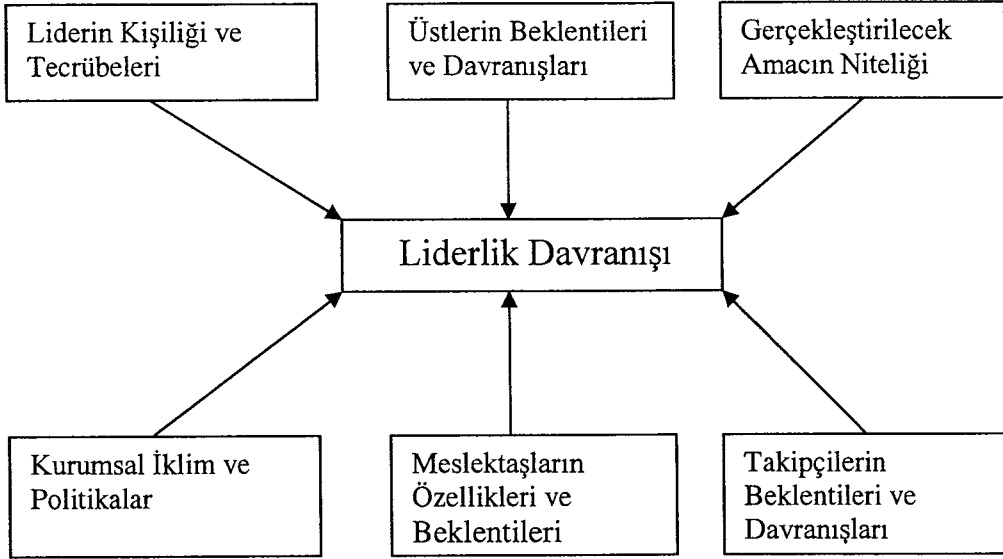 Liderin Kişiliği ve
Tecrübeleri
Üstlerin Beklentileri
ve Davranışları
Gerçekleştirilecek
Amacın Niteliği
Liderlik Davranışı
Kurumsal İklim ve
Politikalar
Meslektaşların
Özellikleri ve
Beklentileri
Takipçilerin
Beklentileri ve
Davranışları